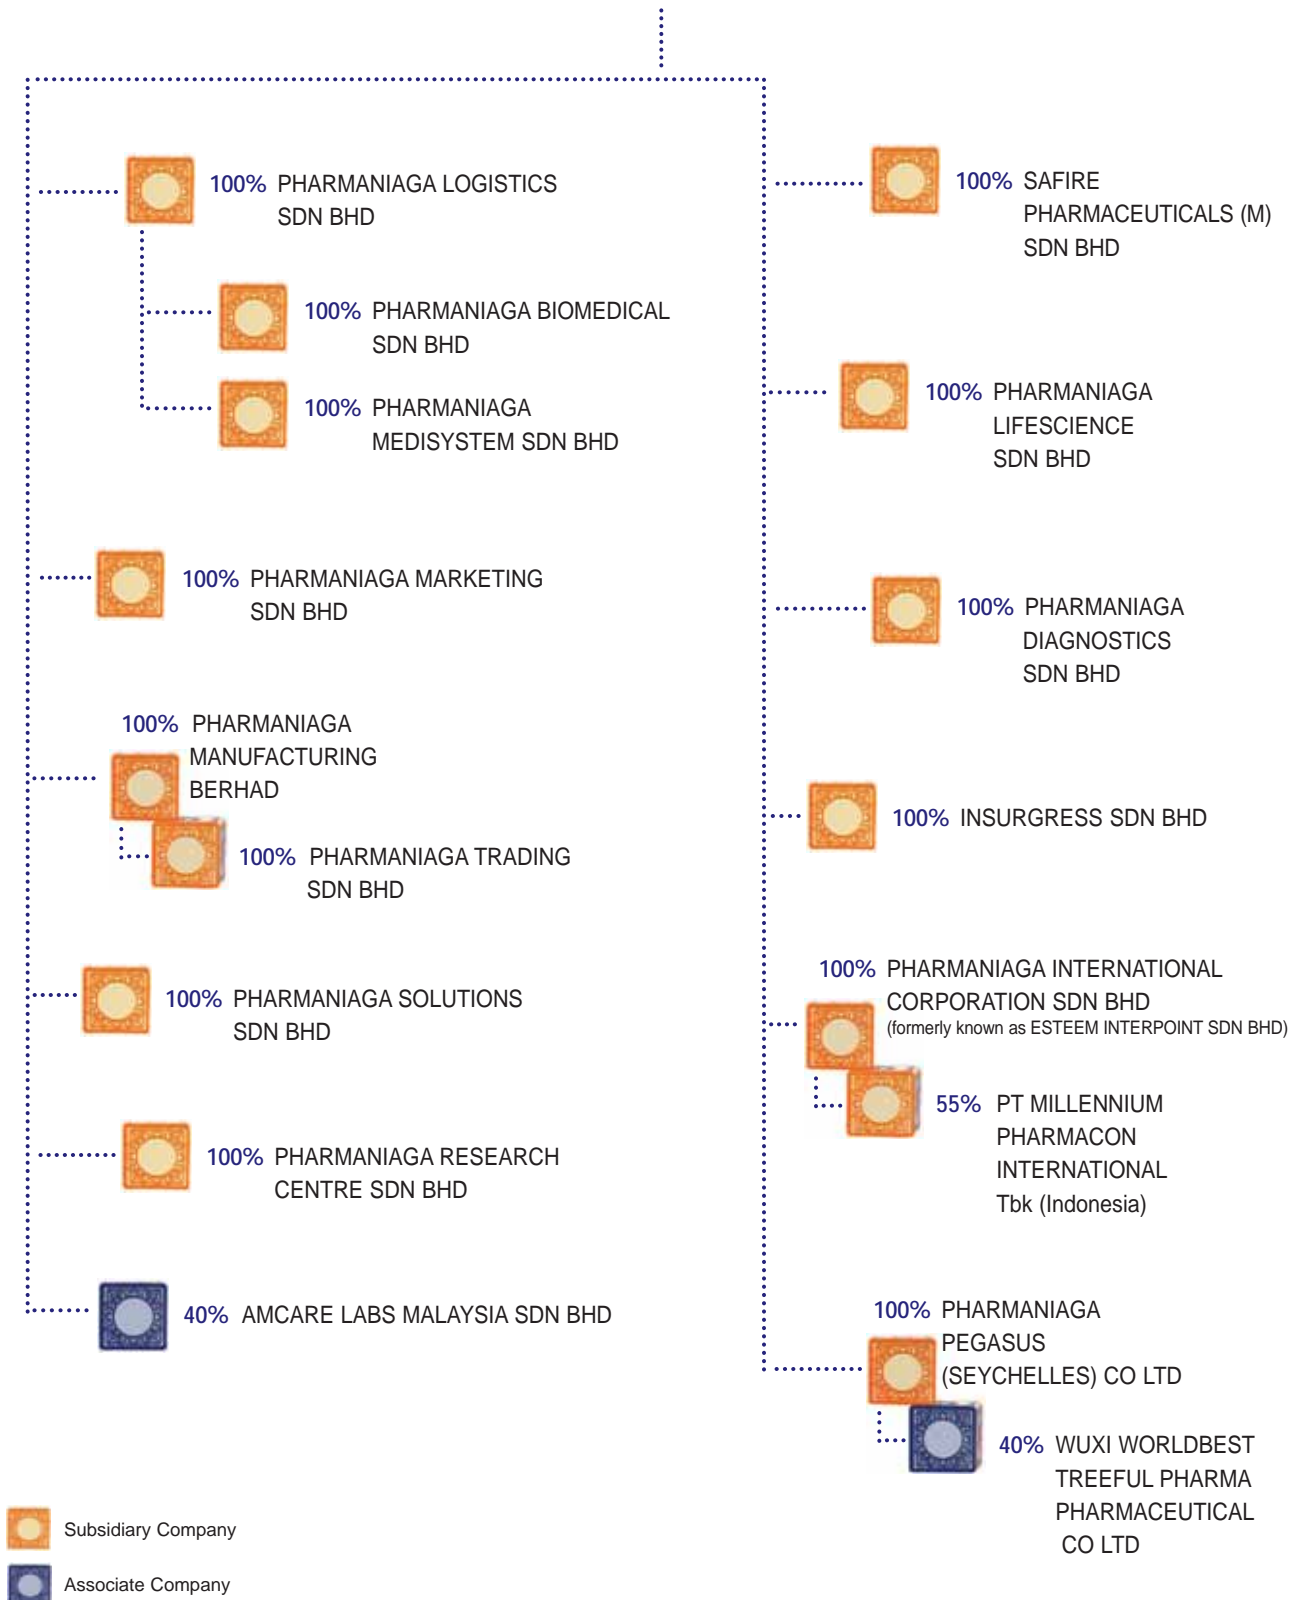 100% PHARMANIAGA LOGISTICS
SDN BHD
100% PHARMANIAGA BIOMEDICAL
SDN BHD
100% PHARMANIAGA
MEDISYSTEM SDN BHD
100% PHARMANIAGA MARKETING
SDN BHD
100% PHARMANIAGA
MANUFACTURING
BERHAD
100% PHARMANIAGA TRADING
SDN BHD
100% PHARMANIAGA SOLUTIONS
SDN BHD
100% PHARMANIAGA RESEARCH
CENTRE SDN BHD
40% AMCARE LABS MALAYSIA SDN BHD
100% SAFIRE
PHARMACEUTICALS (M)
SDN BHD
100% PHARMANIAGA
LIFESCIENCE
SDN BHD
100% PHARMANIAGA
DIAGNOSTICS
SDN BHD
100% INSURGRESS SDN BHD
100% PHARMANIAGA INTERNATIONAL
CORPORATION SDN BHD
(formerly known as ESTEEM INTERPOINT SDN BHD)
55% PT MILLENNIUM
PHARMACON
INTERNATIONAL
Tbk (Indonesia)
100% PHARMANIAGA
PEGASUS
(SEYCHELLES) CO LTD
40% WUXI WORLDBEST
TREEFUL PHARMA
PHARMACEUTICAL
CO LTD
Subsidiary Company
Associate Company